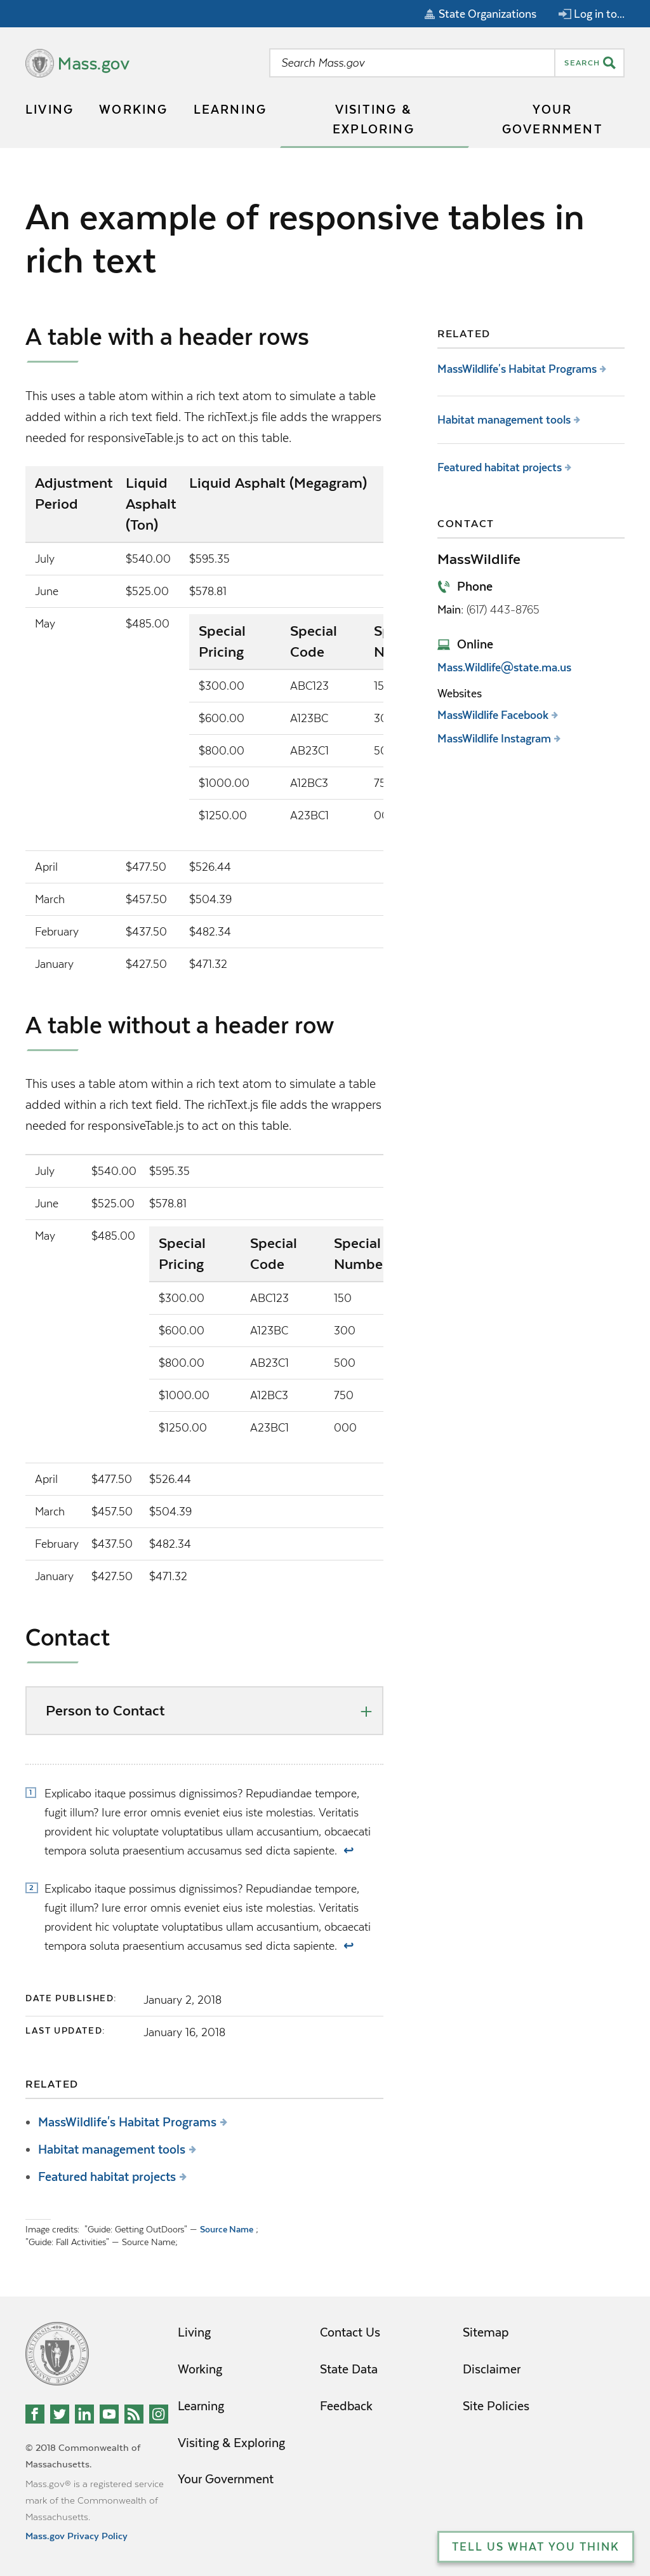 State Organizations
Log in to...
Mass.gov
Search Mass.gov
SEARCH
LIVING
WORKING
LEARNING
VISITING &
EXPLORING
YOUR
GOVERNMENT
An example of responsive tables in
rich text
A table with a header rows
This uses a table atom within a rich text atom to simulate a table
added within a rich text field. The richText.js file adds the wrappers
needed for responsiveTable.js to act on this table.
Adjustment Period Liquid Asphalt (Ton) Liquid Asphalt (Megagram)
July $540.00 $595.35
June $525.00 $578.81
May $485.00
Special Pricing Special Code
$300.00 ABC123
$600.00 A123BC
$800.00 AB23C1
$1000.00 A12BC3
$1250.00 A23BC1
April $477.50 $526.44
March $457.50 $504.39
February $437.50 $482.34
January $427.50 $471.32
A table without a header row
This uses a table atom within a rich text atom to simulate a table
added within a rich text field. The richText.js file adds the wrappers
needed for responsiveTable.js to act on this table.
July $540.00 $595.35
June $525.00 $578.81
May $485.00
Special Pricing Special Code Special Numbe
$300.00 ABC123 150
$600.00 A123BC 300
$800.00 AB23C1 500
$1000.00 A12BC3 750
$1250.00 A23BC1 000
April $477.50 $526.44
March $457.50 $504.39
February $437.50 $482.34
January $427.50 $471.32
Contact
Person to Contact +
1 Explicabo itaque possimus dignissimos? Repudiandae tempore,
fugit illum? Iure error omnis eveniet eius iste molestias. Veritatis
provident hic voluptate voluptatibus ullam accusantium, obcaecati
tempora soluta praesentium accusamus sed dicta sapiente. ↩
2 Explicabo itaque possimus dignissimos? Repudiandae tempore,
fugit illum? Iure error omnis eveniet eius iste molestias. Veritatis
provident hic voluptate voluptatibus ullam accusantium, obcaecati
tempora soluta praesentium accusamus sed dicta sapiente. ↩
DATE PUBLISHED: January 2, 2018
LAST UPDATED: January 16, 2018
RELATED
MassWildlife's Habitat Programs
Habitat management tools
Featured habitat projects
Image credits: "Guide: Getting OutDoors" — Source Name ;
"Guide: Fall Activities" — Source Name;
RELATED
MassWildlife's Habitat Programs
Habitat management tools
Featured habitat projects
CONTACT
MassWildlife
Phone
Main: (617) 443-8765
Online
Mass.Wildlife@state.ma.us
Websites
MassWildlife Facebook
MassWildlife Instagram
© 2018 Commonwealth of
Massachusetts.
Mass.gov® is a registered service
mark of the Commonwealth of
Massachusetts.
Mass.gov Privacy Policy
Living
Working
Learning
Visiting & Exploring
Your Government
Contact Us
State Data
Feedback
Sitemap
Disclaimer
Site Policies
TELL US WHAT YOU THINK